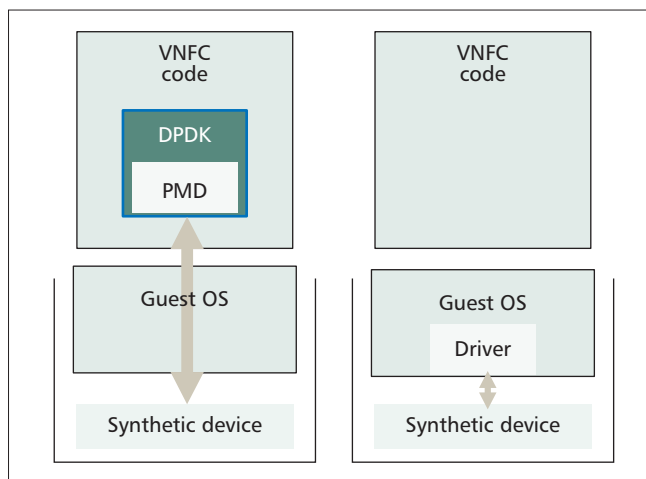 VNFC
code
DPDK
PMD
Guest OS
Synthetic device
VNFC
code
Guest OS
Driver
Synthetic device